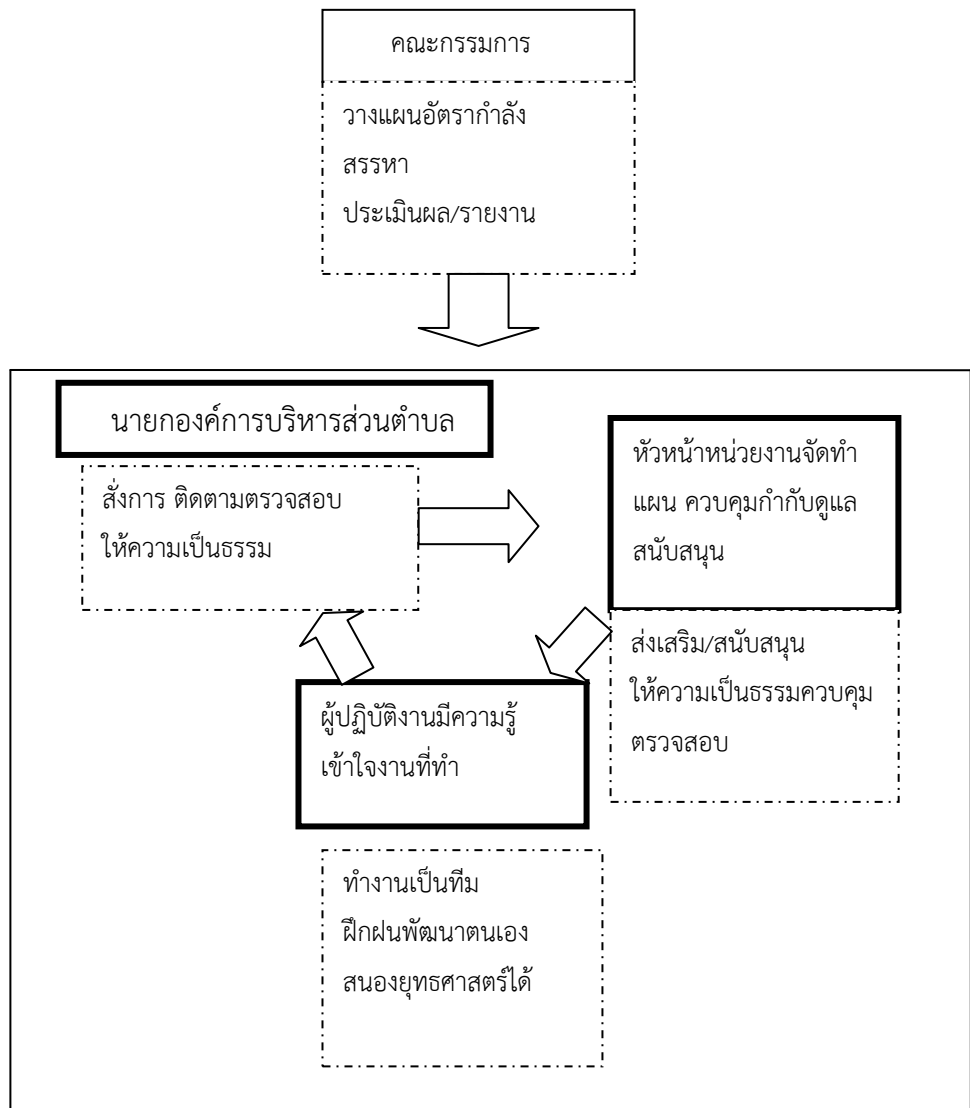 คณะกรรมการ
วางแผนอัตรากำลัง
สรรหา
ประเมินผล/รายงาน
นายกองค์การบริหารส่วนตำบล
สั่งการ ติดตามตรวจสอบ
ให้ความเป็นธรรม
หัวหน้าหน่วยงานจัดทำ
แผน ควบคุมกำกับดูแล
สนับสนุน
ส่งเสริม/สนับสนุน
ให้ความเป็นธรรมควบคุม
ตรวจสอบ
ผู้ปฏิบัติงานมีความรู้
เข้าใจงานที่ทำ
ทำงานเป็นทีม
ฝึกฝนพัฒนาตนเอง
สนองยุทธศาสตร์ได้